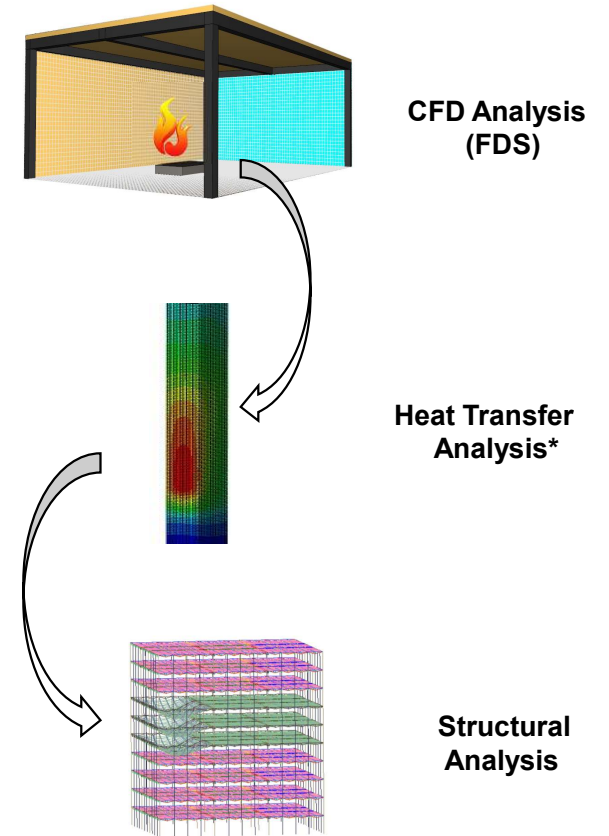 CFD Analysis
(FDS)
Heat Transfer
Analysis*
Structural
Analysis